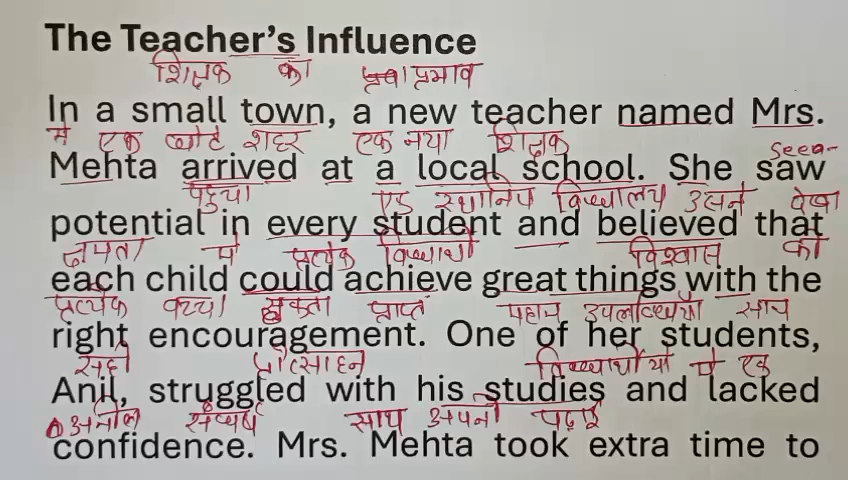 The Teacher's Influence
शिक्षक का प्रभाव
In a small town, a new teacher named Mrs.
मे एक छोटे शहर एक नया शिक्षक
Mehta arrived at a local school. She saw
पहुंचा एक स्थानिय विध्यालय उसने देखा
potential in every student and believed that
क्षमता मे प्रत्येक विध्यार्थी विश्वास की
each child could achieve great things with the
प्रत्येक बच्चा सकता प्राप्त महान उपलब्धियाँ साथ
right encouragement. One of her students,
सही प्रोत्साहन विध्यार्थीयो मे एक
Anil, struggled with his studies and lacked
अनील संघर्ष साथ अपनी पढ़ाई
confidence. Mrs. Mehta took extra time to